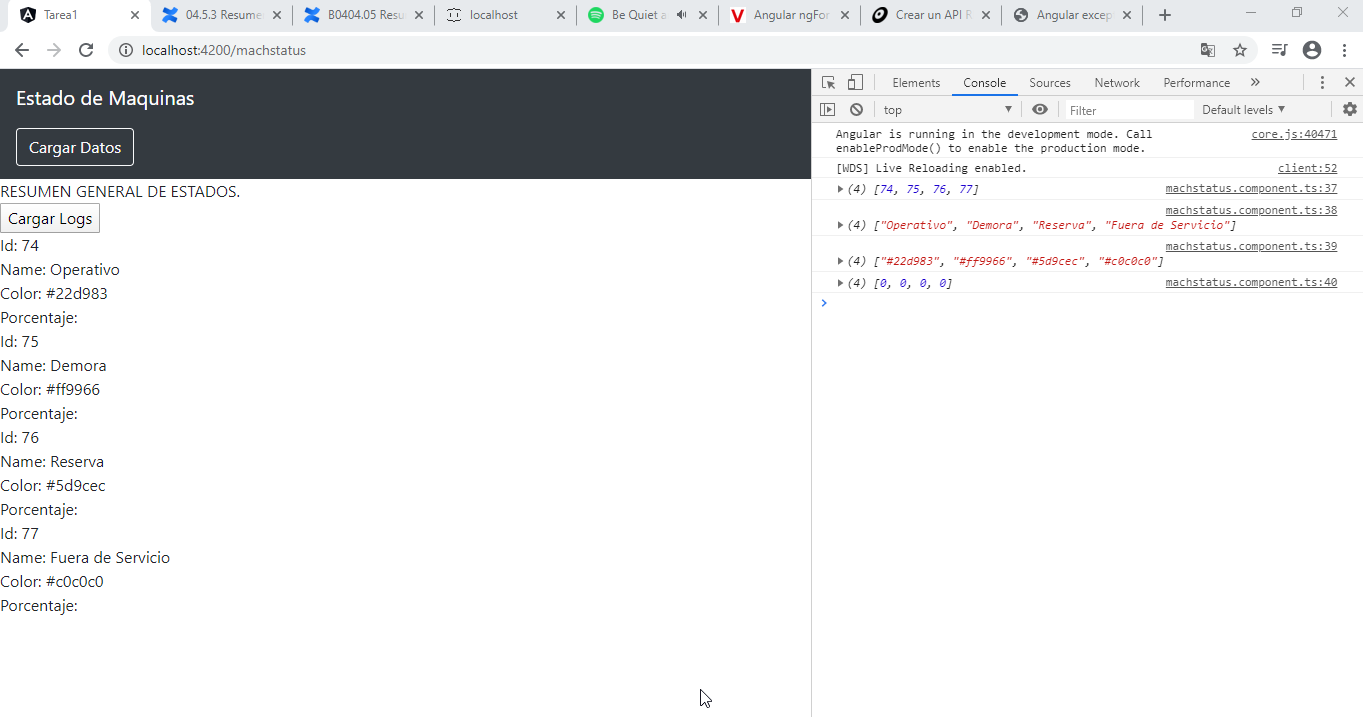 Tarea1
04.5.3 Resume
B0404.05 Resu
localhost
Be Quiet a
Angular ngFor
Crear un API R
Angular excep
localhost:4200/machstatus
Estado de Maquinas
Cargar Datos
RESUMEN GENERAL DE ESTADOS.
Cargar Logs
Id: 74
Name: Operativo
Color: #22d983
Porcentaje:
Id: 75
Name: Demora
Color: #ff9966
Porcentaje:
Id: 76
Name: Reserva
Color: #5d9cec
Porcentaje:
Id: 77
Name: Fuera de Servicio
Color: #c0c0c0
Porcentaje:
Elements Console Sources Network Performance »
top Filter Default levels ▼
Angular is running in the development mode. Call core.js:40471
enableProdMode() to enable the production mode.
[WDS] Live Reloading enabled. client:52
(4) [74, 75, 76, 77] machstatus.component.ts:37
machstatus.component.ts:38
(4) ["Operativo", "Demora", "Reserva", "Fuera de Servicio"]
machstatus.component.ts:39
(4) ["#22d983", "#ff9966", "#5d9cec", "#c0c0c0"]
(4) [0, 0, 0, 0] machstatus.component.ts:40